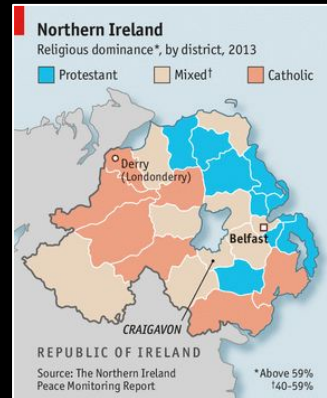 Northern Ireland
Religious dominance*, by district, 2013
Protestant Mixed† Catholic
Derry
(Londonderry)
Belfast
CRAIGAVON
REPUBLIC OF IRELAND
Source: The Northern Ireland
Peace Monitoring Report
*Above 59%
†40-59%